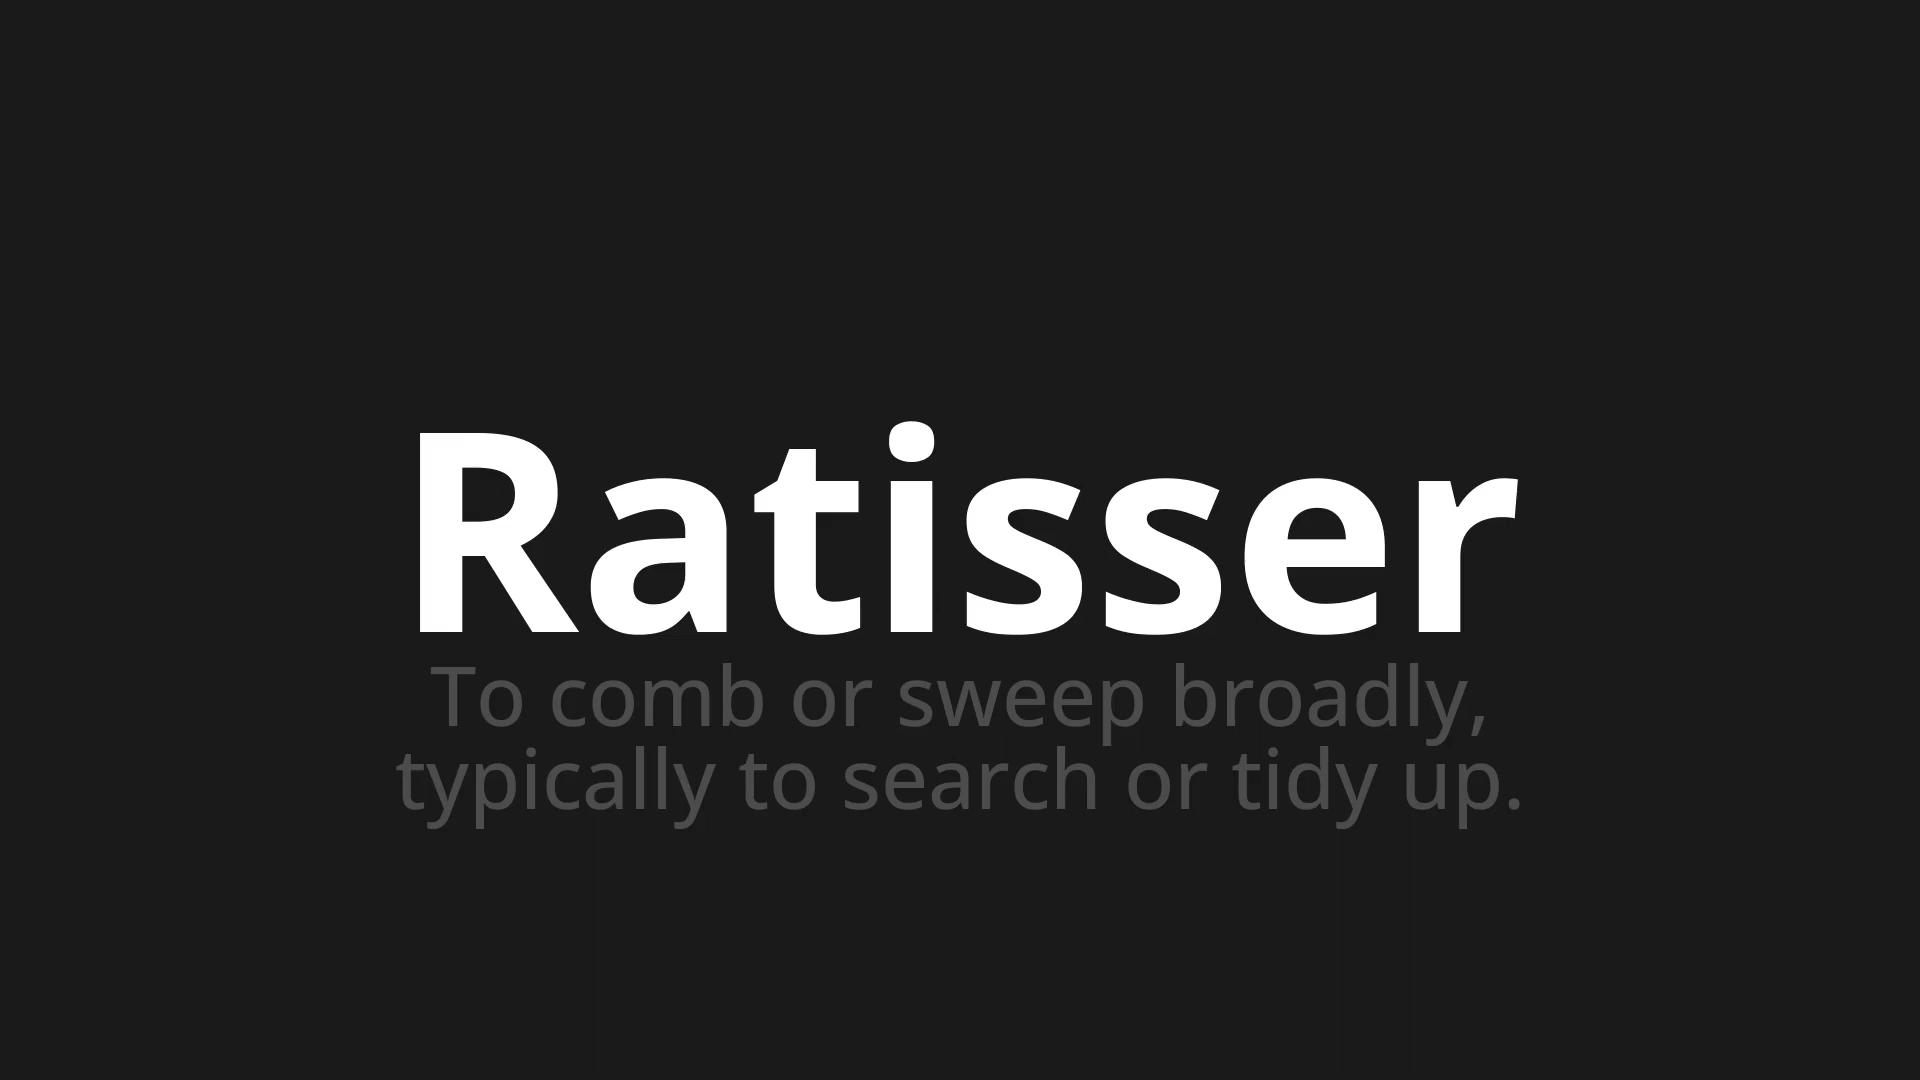 Ratisser
To comb or sweep broadly,
typically to search or tidy up.